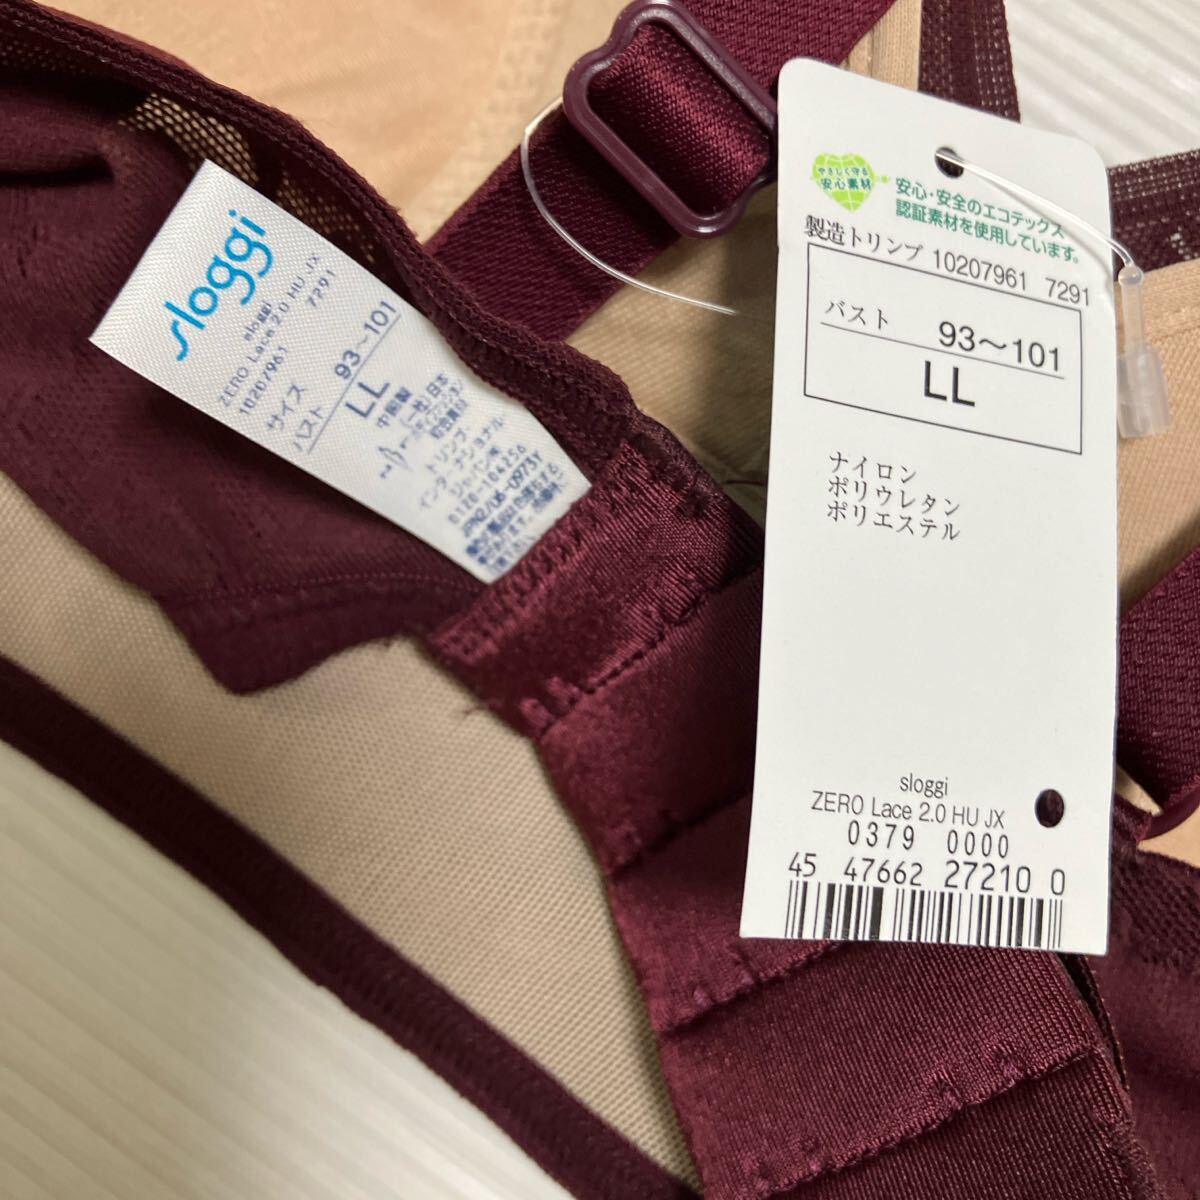 sloggi
sloggi
ZERO Lace 2.0 HU JX
10207961 7291
サイズ
バスト 93〜101
LL
中国製
トリンプ・
インターナショナル・
ジャパン㈱
0120-104256
やさしく守る
安心素材
安心・安全のエコテックス
認証素材を使用しています。
製造トリンプ 10207961 7291
バスト 93〜101
LL
ナイロン
ポリウレタン
ポリエステル
sloggi
ZERO Lace 2.0 HU JX
0379 0000
45 47662 27210 0